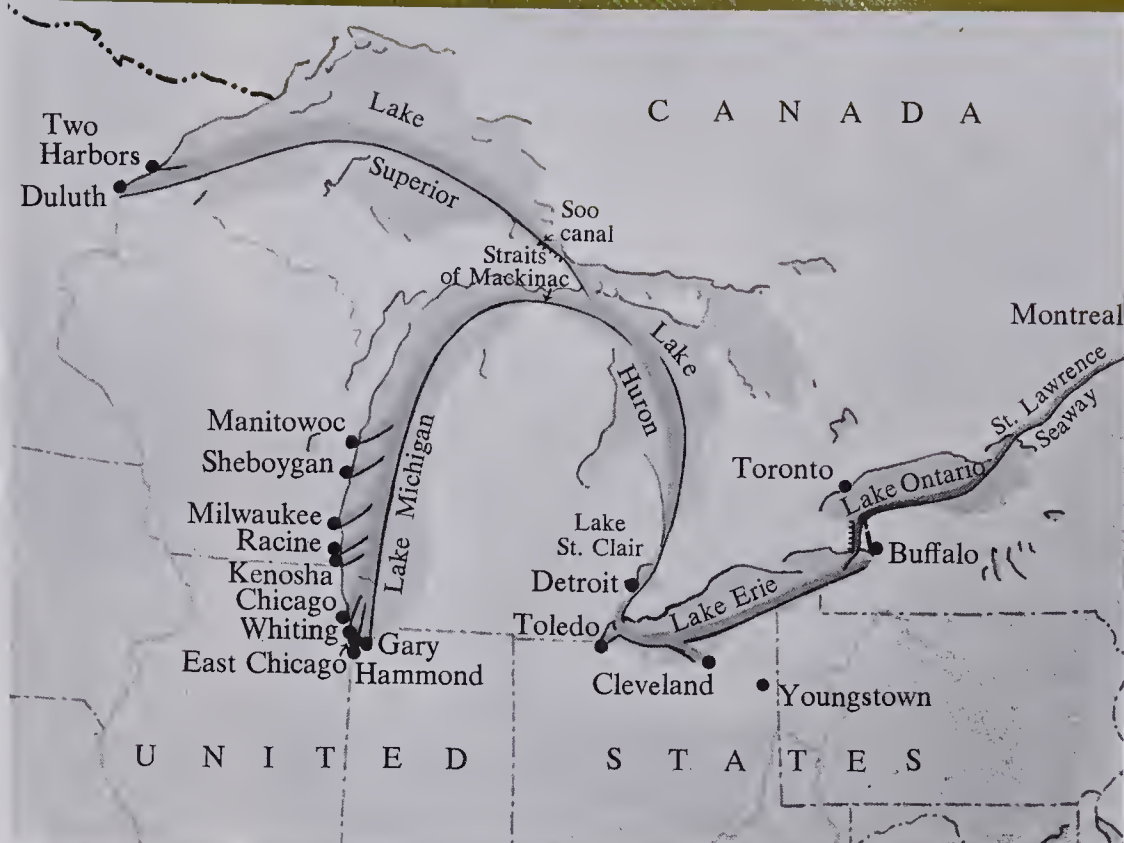 CANADA
Lake
Superior
Two
Harbors
Duluth
Soo
canal
Straits
of Mackinac
Lake
Huron
Montreal
St. Lawrence
Seaway
Manitowoc
Sheboygan
Milwaukee
Racine
Kenosha
Chicago
Whiting
East Chicago
Gary
Hammond
Lake Michigan
Toronto
Lake Ontario
Buffalo
Lake
St. Clair
Detroit
Toledo
Lake Erie
Cleveland
Youngstown
UNITED STATES